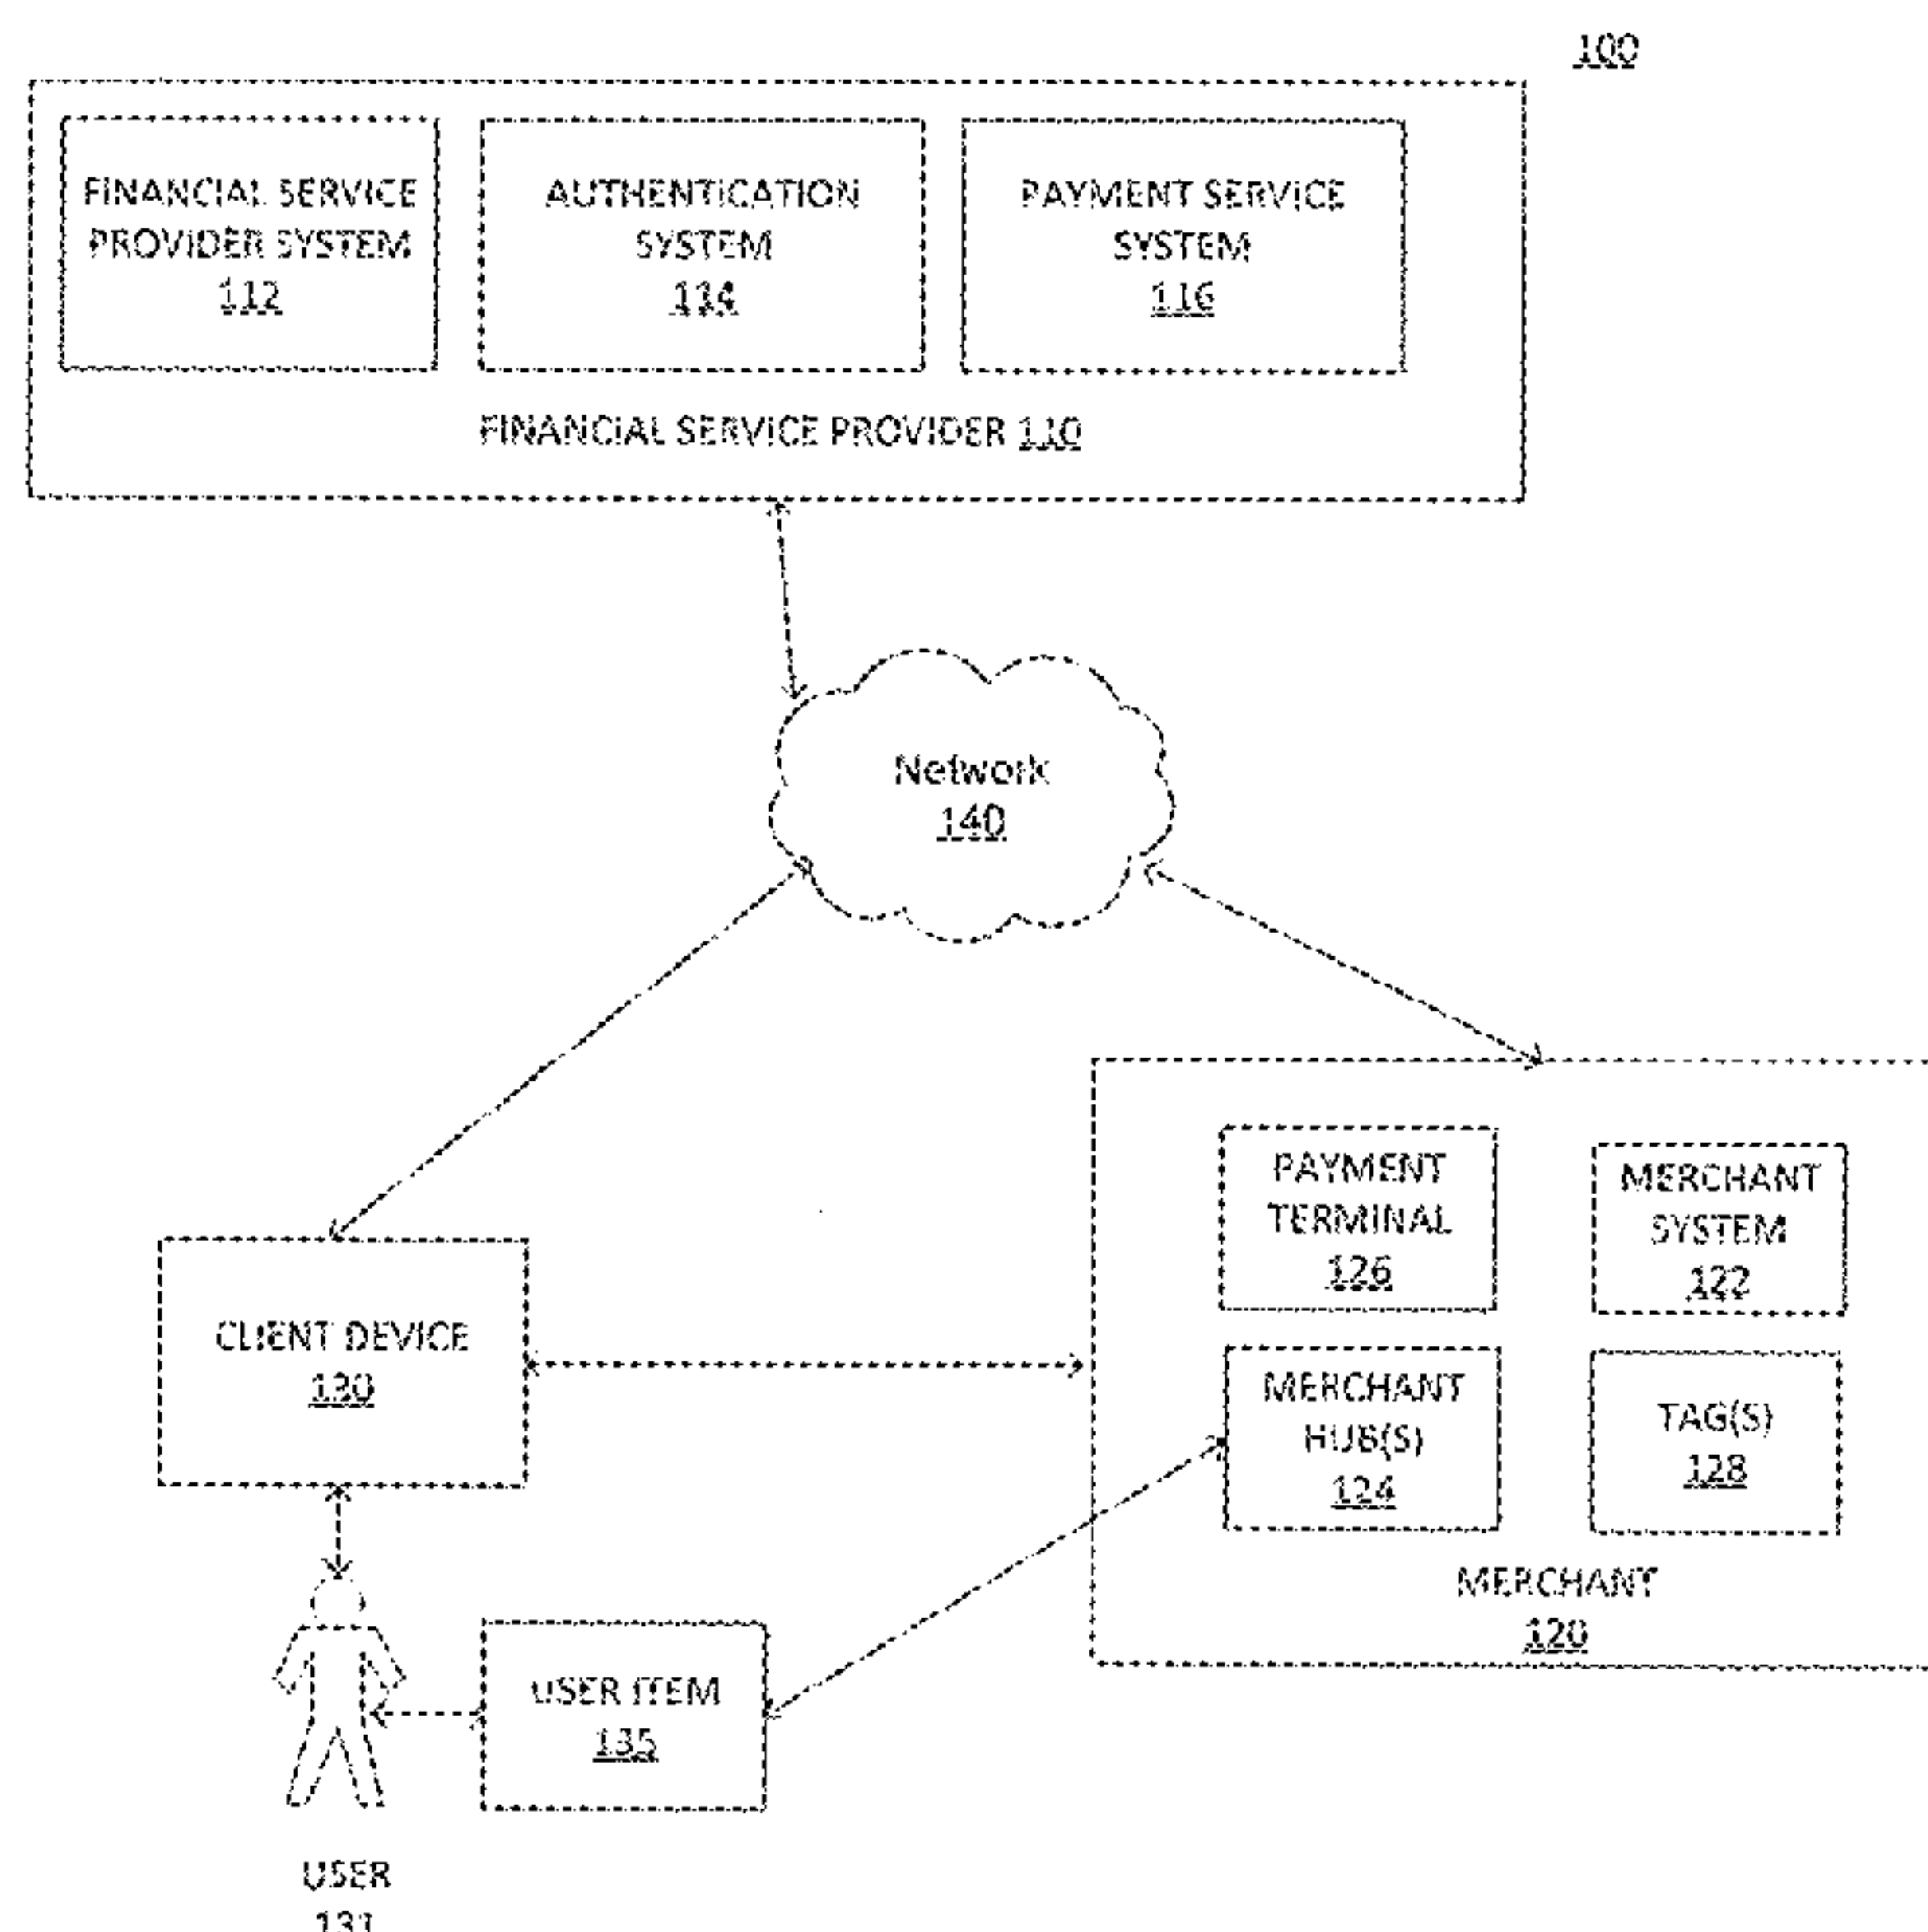 100
FINANCIAL SERVICE
PROVIDER SYSTEM
112
AUTHENTICATION
SYSTEM
114
PAYMENT SERVICE
SYSTEM
116
FINANCIAL SERVICE PROVIDER 110
Network
140
PAYMENT
TERMINAL
126
MERCHANT
SYSTEM
122
CLIENT DEVICE
130
MERCHANT
HUB(S)
124
TAG(S)
128
MERCHANT
120
USER ITEM
135
USER
131